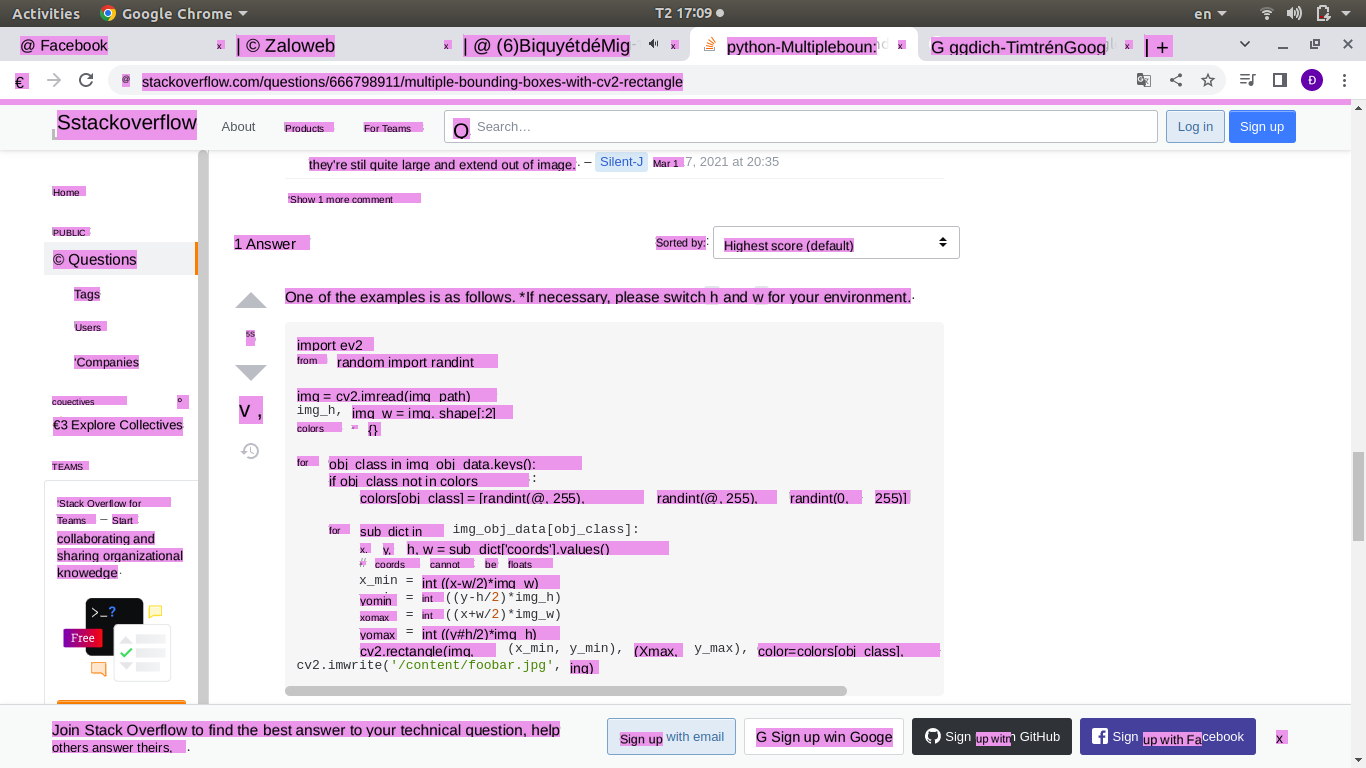 Activities Google Chrome T2 17:09 en
@ Facebook x | © Zaloweb x | @ (6)BiquyétdéMig x python-Multipleboun: x G ggdich-TimtrénGoog x | +
€ @ stackoverflow.com/questions/666798911/multiple-bounding-boxes-with-cv2-rectangle Đ
Sstackoverflow About Products For Teams O Search… Log in Sign up
they're stil quite large and extend out of image. – Silent-J Mar 1 7, 2021 at 20:35
'Show 1 more comment
Home
PUBLIC
© Questions
Tags
Users
'Companies
couectives °
€3 Explore Collectives
TEAMS
'Stack Overflow for
Teams – Start
collaborating and
sharing organizational
knowedge
>_?
Free
1 Answer Sorted by: Highest score (default)
One of the examples is as follows. *If necessary, please switch h and w for your environment.
5S
V ,
import ev2
from random import randint
img = cv2.imread(img_path)
img_h, img_w = img. shape[:2]
colors - {}
for obj_class in img_obj_data.keys():
if obj_class not in colors :
colors[obj_class] = [randint(@, 255), randint(@, 255), randint(0, 255)]
for sub_dict in img_obj_data[obj_class]:
x, y, h, w = sub_dict['coords'].values()
# coords cannot be floats
x_min = int ((x-w/2)*img_w)
yomin = int ((y-h/2)*img_h)
xomax = int ((x+w/2)*img_w)
yomax = int ((y#h/2)*img_h)
cv2.rectangle(img, (x_min, y_min), (Xmax, y_max), color=colors[obj_class],
cv2.imwrite('/content/foobar.jpg', ing)
Join Stack Overflow to find the best answer to your technical question, help
others answer theirs.
Sign up with email G Sign up win Googe Sign up witr GitHub Sign up with Facebook x